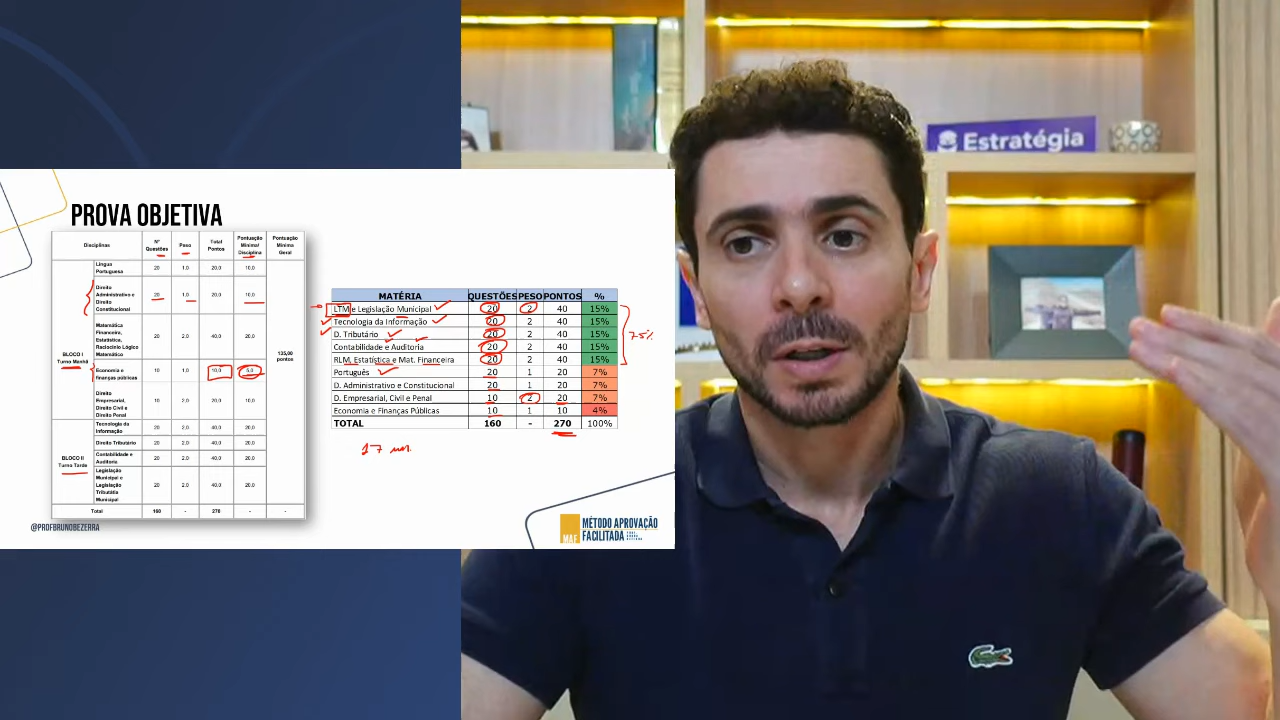 Estratégia
PROVA OBJETIVA
Disciplinas Nº Questões Peso Total Pontos Pontuação Mínima/ Disciplina Pontuação Mínima Geral
BLOCO I Turno Manhã
Língua Portuguesa 20 1,0 20,0 10,0
Direito Administrativo e Direito Constitucional 20 1,0 20,0 10,0
Matemática Financeira, Estatística, Raciocínio Lógico Matemático 20 2,0 40,0 20,0
135,00 pontos
Economia e finanças públicas 10 1,0 10,0 5,0
Direito Empresarial, Direito Civil e Direito Penal 10 2,0 20,0 10,0
BLOCO II Turno Tarde
Tecnologia da Informação 20 2,0 40,0 20,0
Direito Tributário 20 2,0 40,0 20,0
Contabilidade e Auditoria 20 2,0 40,0 20,0
Legislação Municipal e Legislação Tributária Municipal 20 2,0 40,0 20,0
Total 160 - 270 - -
MATÉRIA QUESTÕES PESO PONTOS %
LTM e Legislação Municipal 20 2 40 15%
Tecnologia da Informação 20 2 40 15%
D. Tributário 20 2 40 15%
Contabilidade e Auditoria 20 2 40 15%
RLM, Estatística e Mat. Financeira 20 2 40 15%
Português 20 1 20 7%
D. Administrativo e Constitucional 20 1 20 7%
D. Empresarial, Civil e Penal 10 2 20 7%
Economia e Finanças Públicas 10 1 10 4%
TOTAL 160 - 270 100%
75%
17
@PROFBRUNOBEZERRA
MAF
MÉTODO APROVAÇÃO
FACILITADA